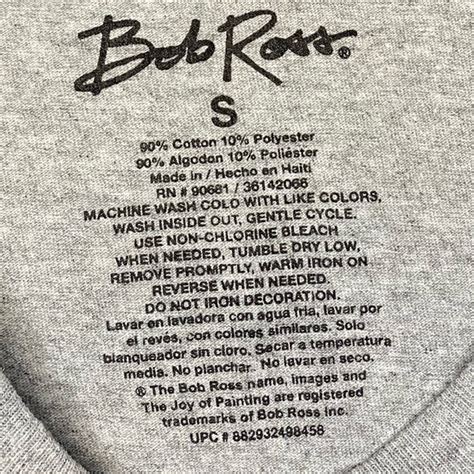 Bob Ross®
S
90% Cotton 10% Polyester
90% Algodon 10% Poliéster
Made in / Hecho en Haiti
RN # 90681 / 36142066
MACHINE WASH COLD WITH LIKE COLORS,
WASH INSIDE OUT, GENTLE CYCLE.
USE NON-CHLORINE BLEACH
WHEN NEEDED, TUMBLE DRY LOW,
REMOVE PROMPTLY, WARM IRON ON
REVERSE WHEN NEEDED.
DO NOT IRON DECORATION.
Lavar en lavadora con agua fria, lavar por
el revés, con colores similares. Solo
blanqueador sin cloro. Secar a temperatura
media. No planchar. No lavar en seco.
® The Bob Ross name, images and
The Joy of Painting are registered
trademarks of Bob Ross Inc.
UPC # 882932498458